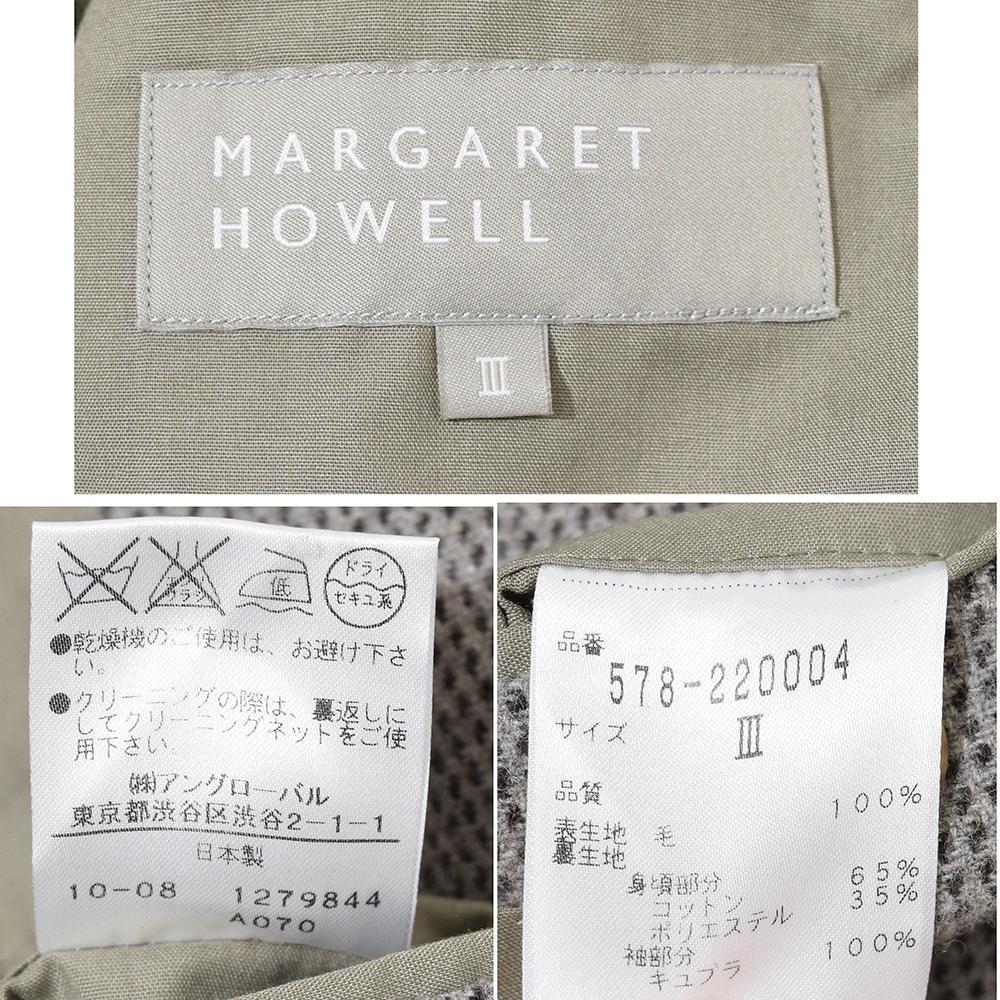 MARGARET
HOWELL
III
ブラシ
低
ドライ
セキユ系
●乾燥機のご使用は、お避け下さ
い。
●クリーニングの際は、裏返しに
してクリーニングネットをご使
用下さい。
㈱アングローバル
東京都渋谷区渋谷2-1-1
日本製
10-08 1279844
A070
品番
578-220004
サイズ
III
品質
100%
表生地 毛
裏生地
身頃部分
65%
コットン
35%
ポリエステル
袖部分
100%
キュプラ